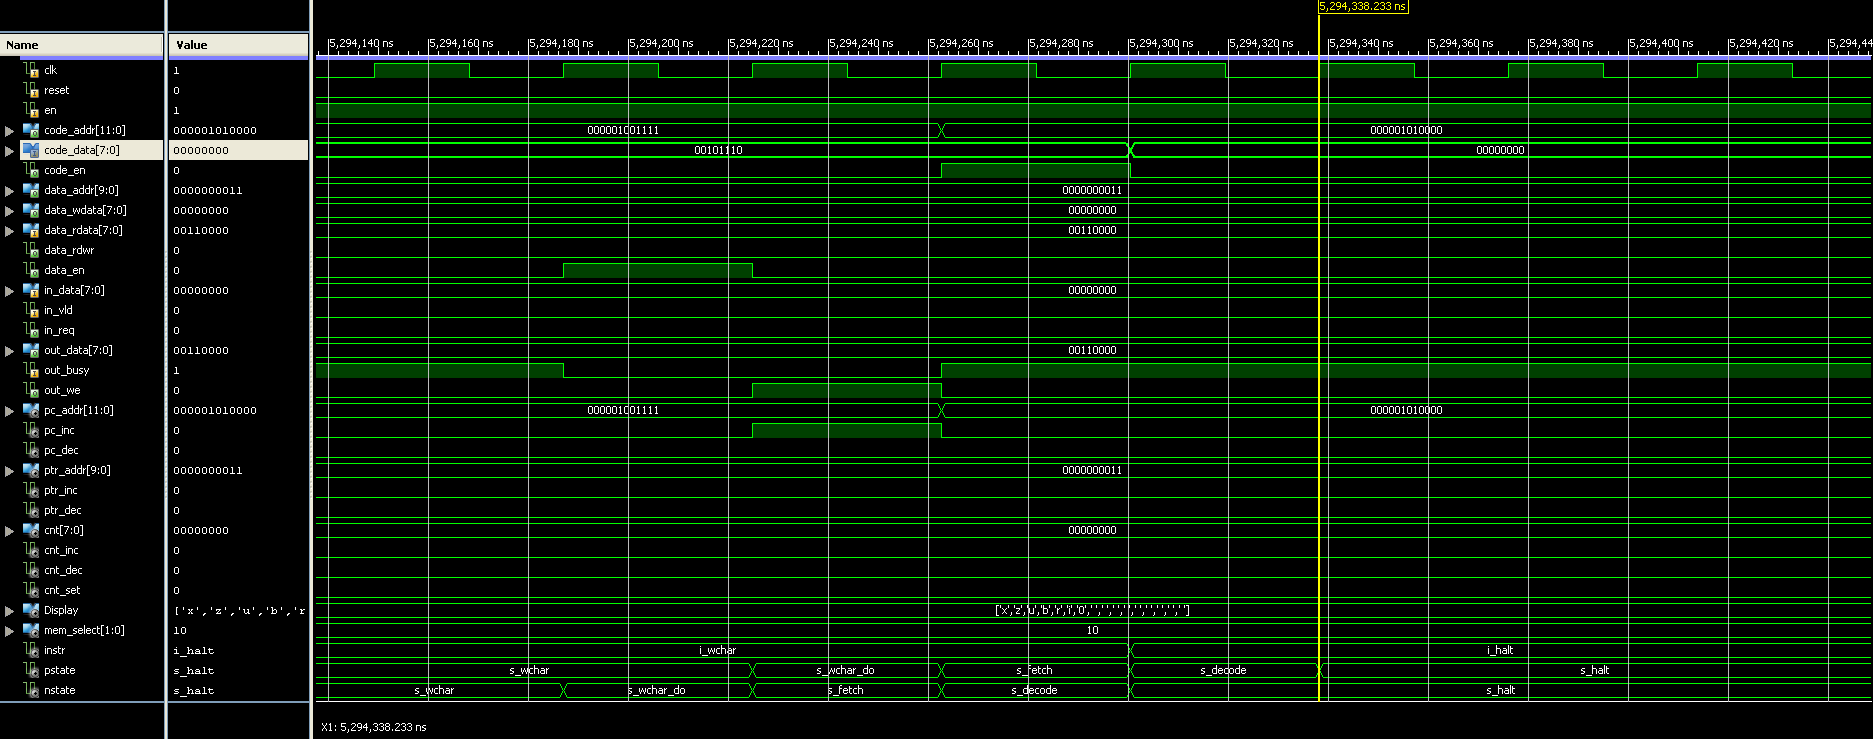 5,294,338.233 ns
Name Value 5,294,140 ns 5,294,160 ns 5,294,180 ns 5,294,200 ns 5,294,220 ns 5,294,240 ns 5,294,260 ns 5,294,280 ns 5,294,300 ns 5,294,320 ns 5,294,340 ns 5,294,360 ns 5,294,380 ns 5,294,400 ns 5,294,420 ns 5,294,44
clk 1
reset 0
en 1
code_addr[11:0] 000001010000 000001001111 000001010000
code_data[7:0] 00000000 00101110 00000000
code_en 0
data_addr[9:0] 0000000011 0000000011
data_wdata[7:0] 00000000 00000000
data_rdata[7:0] 00110000 00110000
data_rdwr 0
data_en 0
in_data[7:0] 00000000 00000000
in_vld 0
in_req 0
out_data[7:0] 00110000 00110000
out_busy 1
out_we 0
pc_addr[11:0] 000001010000 000001001111 000001010000
pc_inc 0
pc_dec 0
ptr_addr[9:0] 0000000011 0000000011
ptr_inc 0
ptr_dec 0
cnt[7:0] 00000000 00000000
cnt_inc 0
cnt_dec 0
cnt_set 0
Display ['x','z','u','b','r
mem_select[1:0] 10 10
instr i_halt i_wchar i_halt
pstate s_halt s_wchar s_wchar_do s_fetch s_decode s_halt
nstate s_halt s_wchar s_wchar_do s_fetch s_decode s_halt
X1: 5,294,338.233 ns